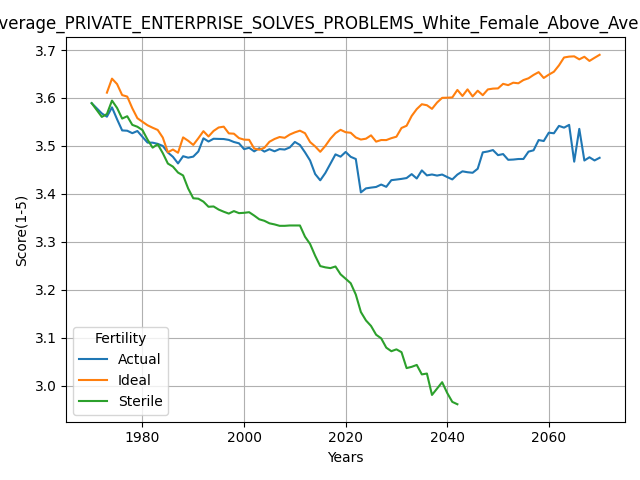 verage_PRIVATE_ENTERPRISE_SOLVES_PROBLEMS_White_Female_Above_Ave
3.7
3.6
3.5
3.4
3.3
3.2
3.1
3.0
Score(1-5)
Fertility
Actual
Ideal
Sterile
1980
2000
2020
2040
2060
Years